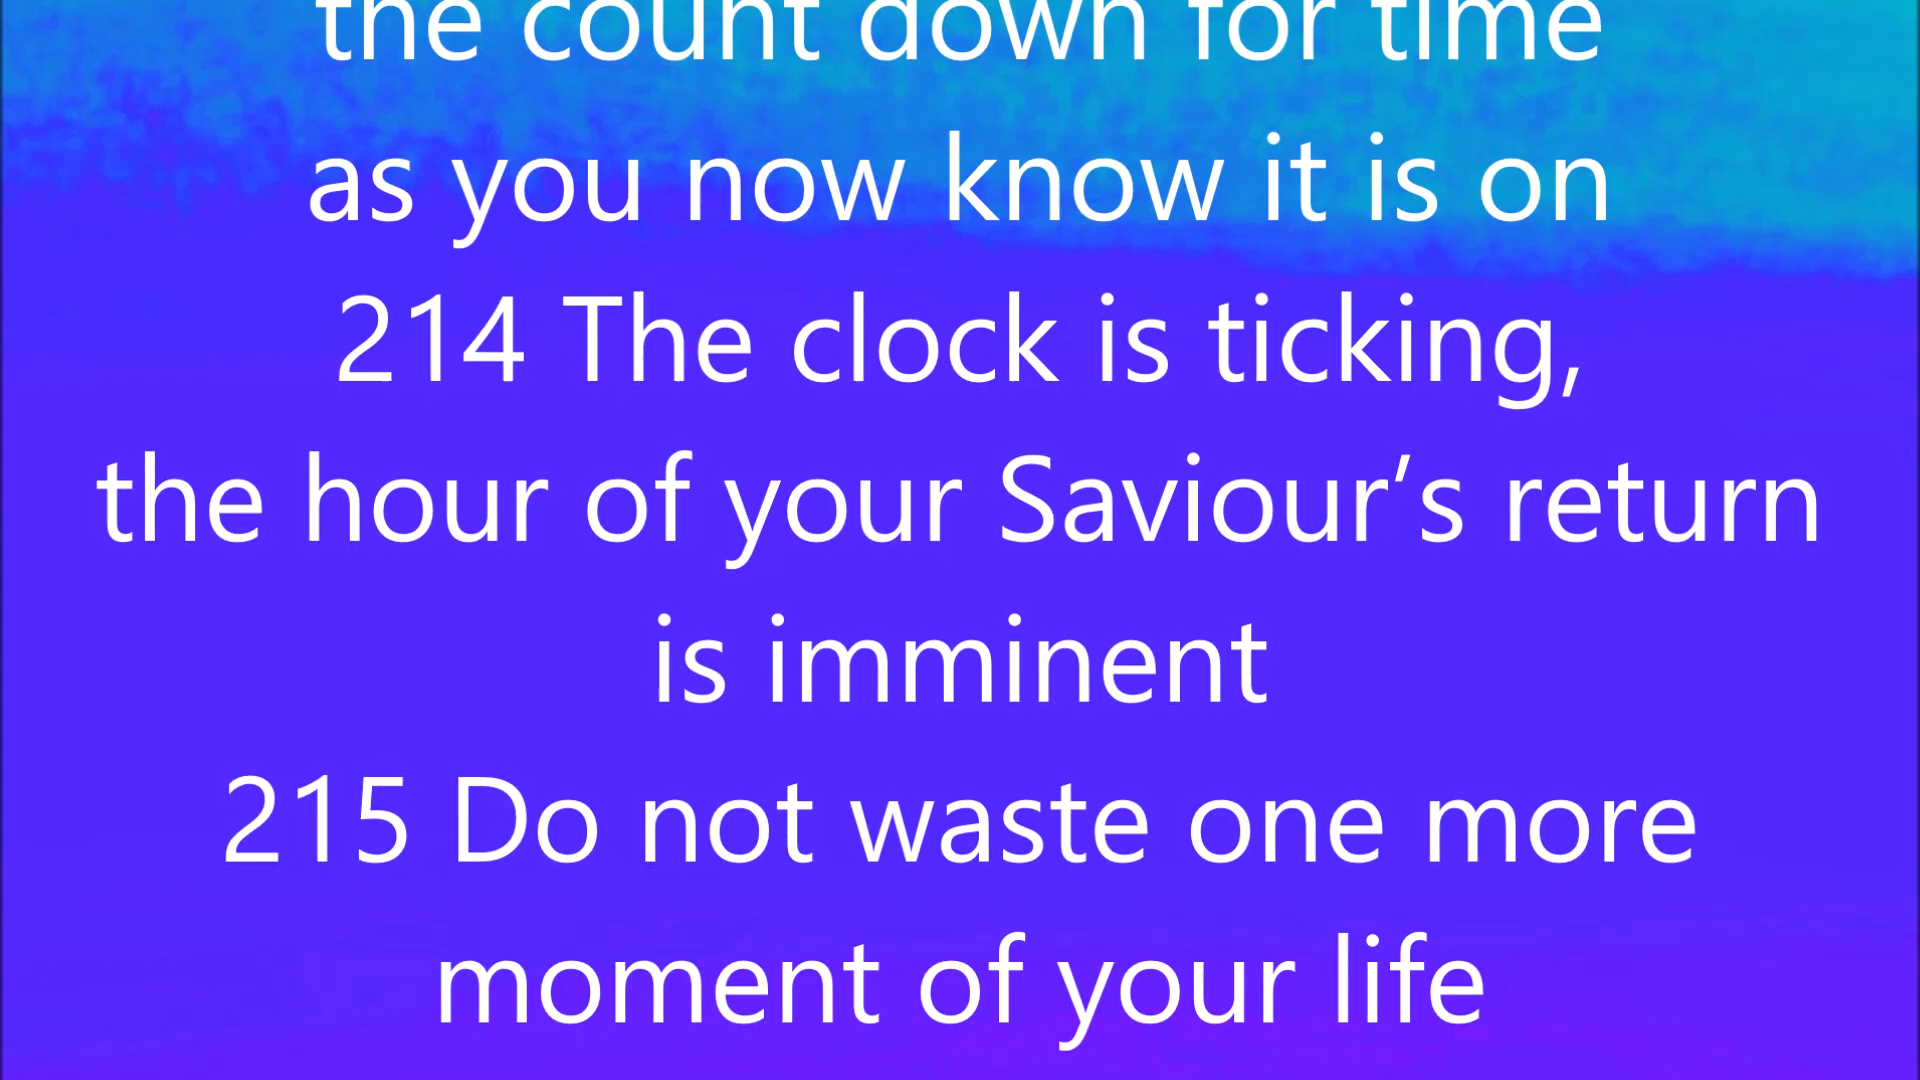 the count down for time
as you now know it is on
214 The clock is ticking,
the hour of your Saviour’s return
is imminent
215 Do not waste one more
moment of your life